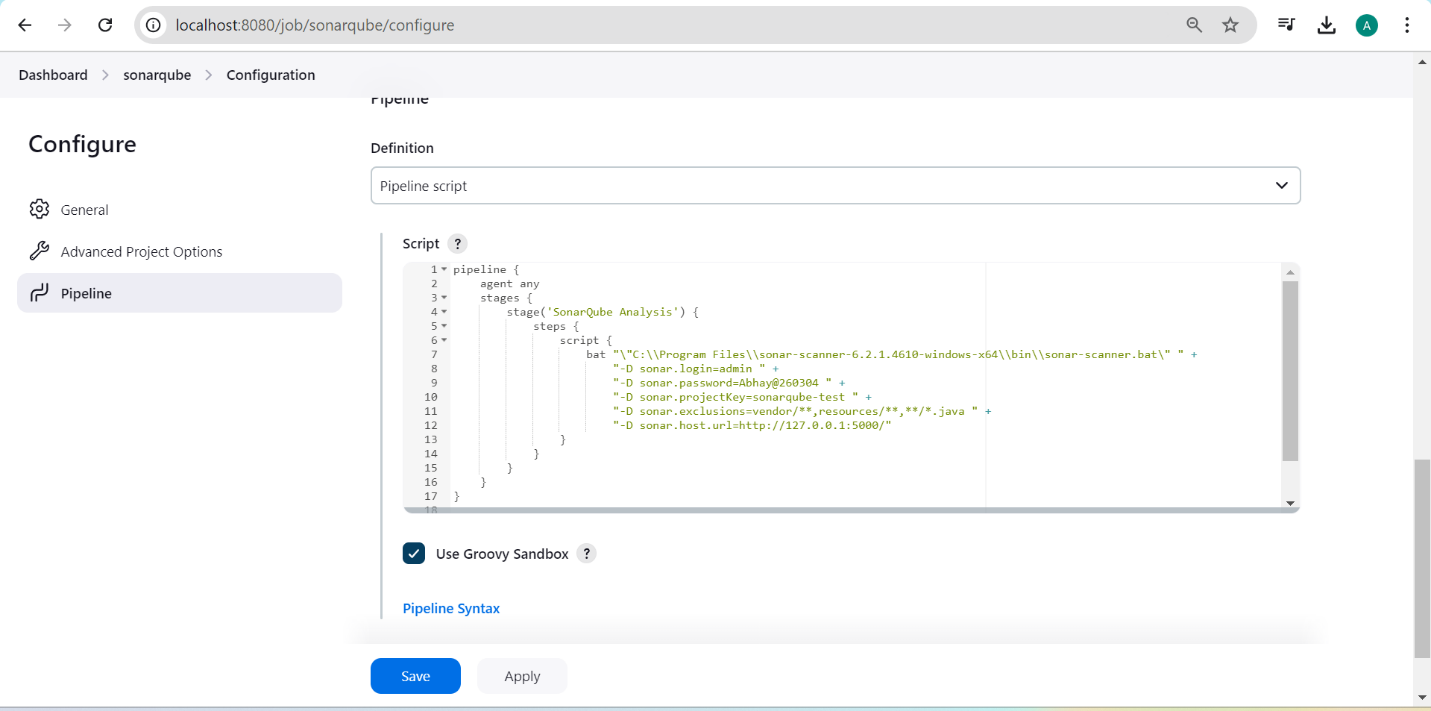 localhost:8080/job/sonarqube/configure
A
Dashboard > sonarqube > Configuration
Pipeline
Configure
General
Advanced Project Options
Pipeline
Definition
Pipeline script
Script ?
1 pipeline {
2 agent any
3 stages {
4 stage('SonarQube Analysis') {
5 steps {
6 script {
7 bat "\"C:\\Program Files\\sonar-scanner-6.2.1.4610-windows-x64\\bin\\sonar-scanner.bat\" " +
8 "-D sonar.login=admin " +
9 "-D sonar.password=Abhay@260304 " +
10 "-D sonar.projectKey=sonarqube-test " +
11 "-D sonar.exclusions=vendor/**,resources/**,**/*.java " +
12 "-D sonar.host.url=http://127.0.0.1:5000/"
13 }
14 }
15 }
16 }
17 }
18
Use Groovy Sandbox ?
Pipeline Syntax
Save
Apply